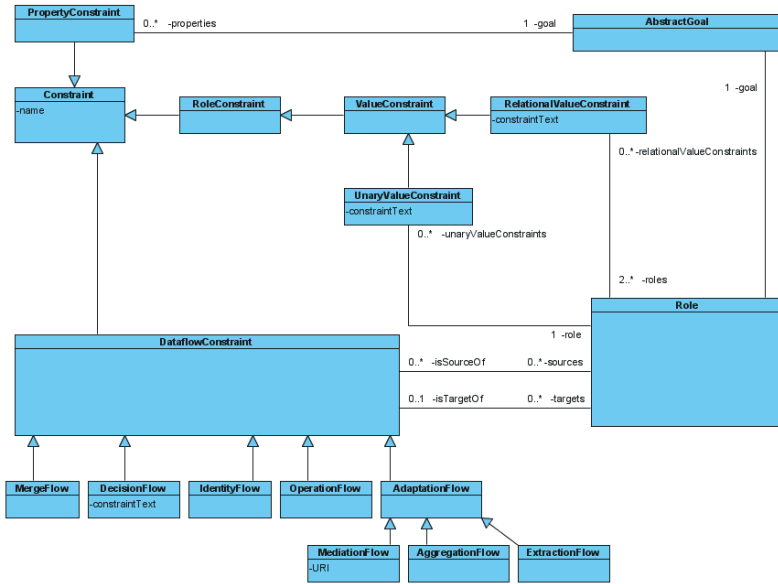 PropertyConstraint
0..* -properties
1 -goal
AbstractGoal
1 -goal
Constraint
-name
RoleConstraint
ValueConstraint
RelationalValueConstraint
-constraintText
0..* -relationalValueConstraints
UnaryValueConstraint
-constraintText
0..* -unaryValueConstraints
2..* -roles
Role
1 -role
DataflowConstraint
0..* -isSourceOf
0..* -sources
0..1 -isTargetOf
0..* -targets
MergeFlow
DecisionFlow
-constraintText
IdentityFlow
OperationFlow
AdaptationFlow
MediationFlow
-URI
AggregationFlow
ExtractionFlow